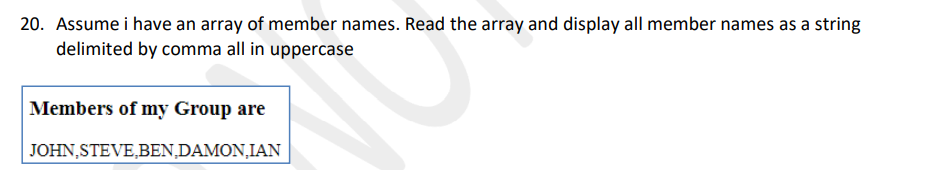 20. Assume i have an array of member names. Read the array and display all member names as a string
delimited by comma all in uppercase
Members of my Group are
JOHN,STEVE,BEN,DAMON,IAN